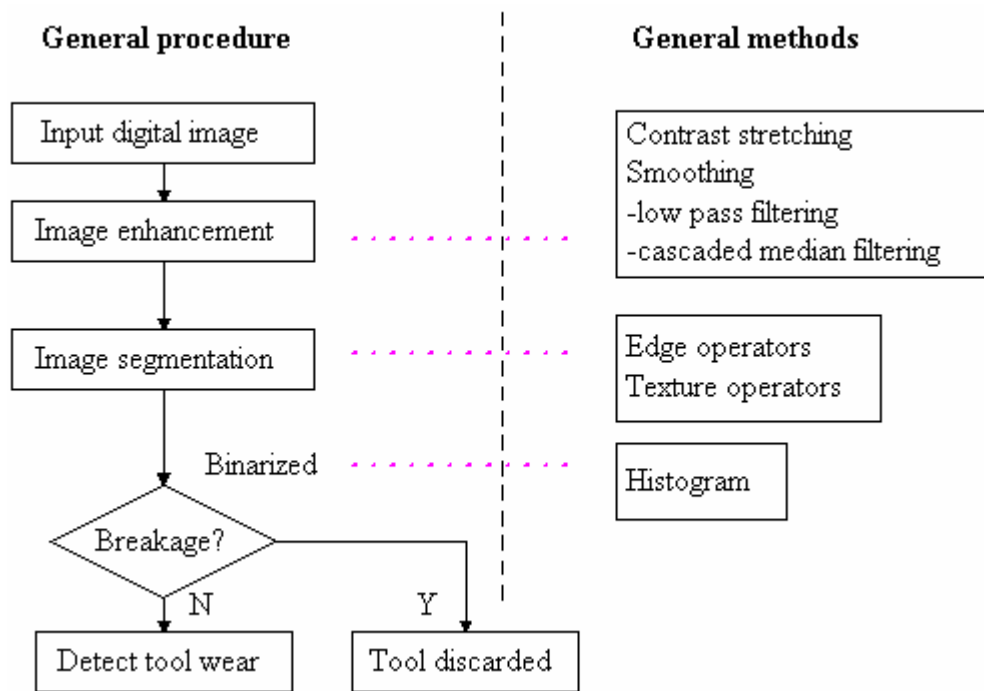 General procedure
General methods
Input digital image
Image enhancement
Image segmentation
Binarized
Breakage?
N
Y
Detect tool wear
Tool discarded
Contrast stretching
Smoothing
-low pass filtering
-cascaded median filtering
Edge operators
Texture operators
Histogram